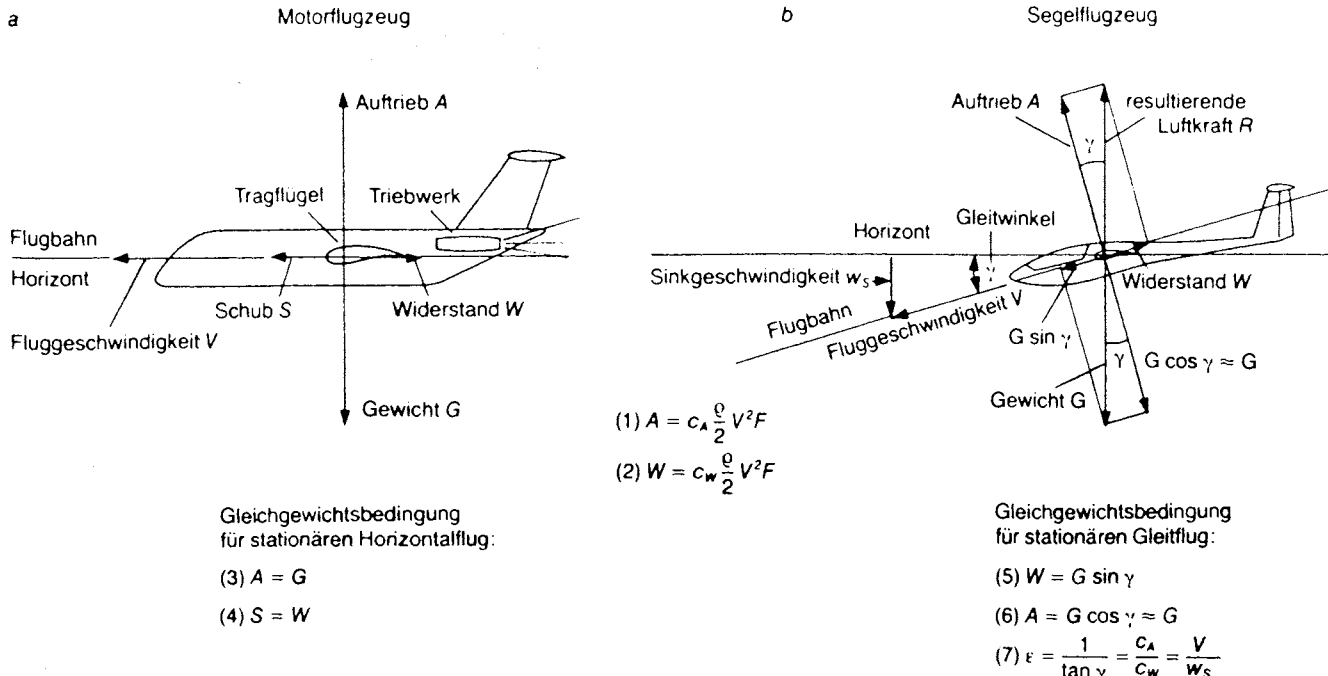 a
Motorflugzeug
Auftrieb A
Tragflügel
Triebwerk
Flugbahn
Horizont
Schub S
Widerstand W
Fluggeschwindigkeit V
Gewicht G
b
Segelflugzeug
Auftrieb A
resultierende
Luftkraft R
γ
Gleitwinkel
Horizont
Sinkgeschwindigkeit w_S
γ
Widerstand W
Flugbahn
Fluggeschwindigkeit V
G sin γ
γ
G cos γ ≈ G
Gewicht G
(1) A = c_A ϱ/2 V²F
(2) W = c_W ϱ/2 V²F
Gleichgewichtsbedingung
für stationären Horizontalflug:
(3) A = G
(4) S = W
Gleichgewichtsbedingung
für stationären Gleitflug:
(5) W = G sin γ
(6) A = G cos γ ≈ G
(7) ε = 1/tan γ = c_A/c_W = V/w_S